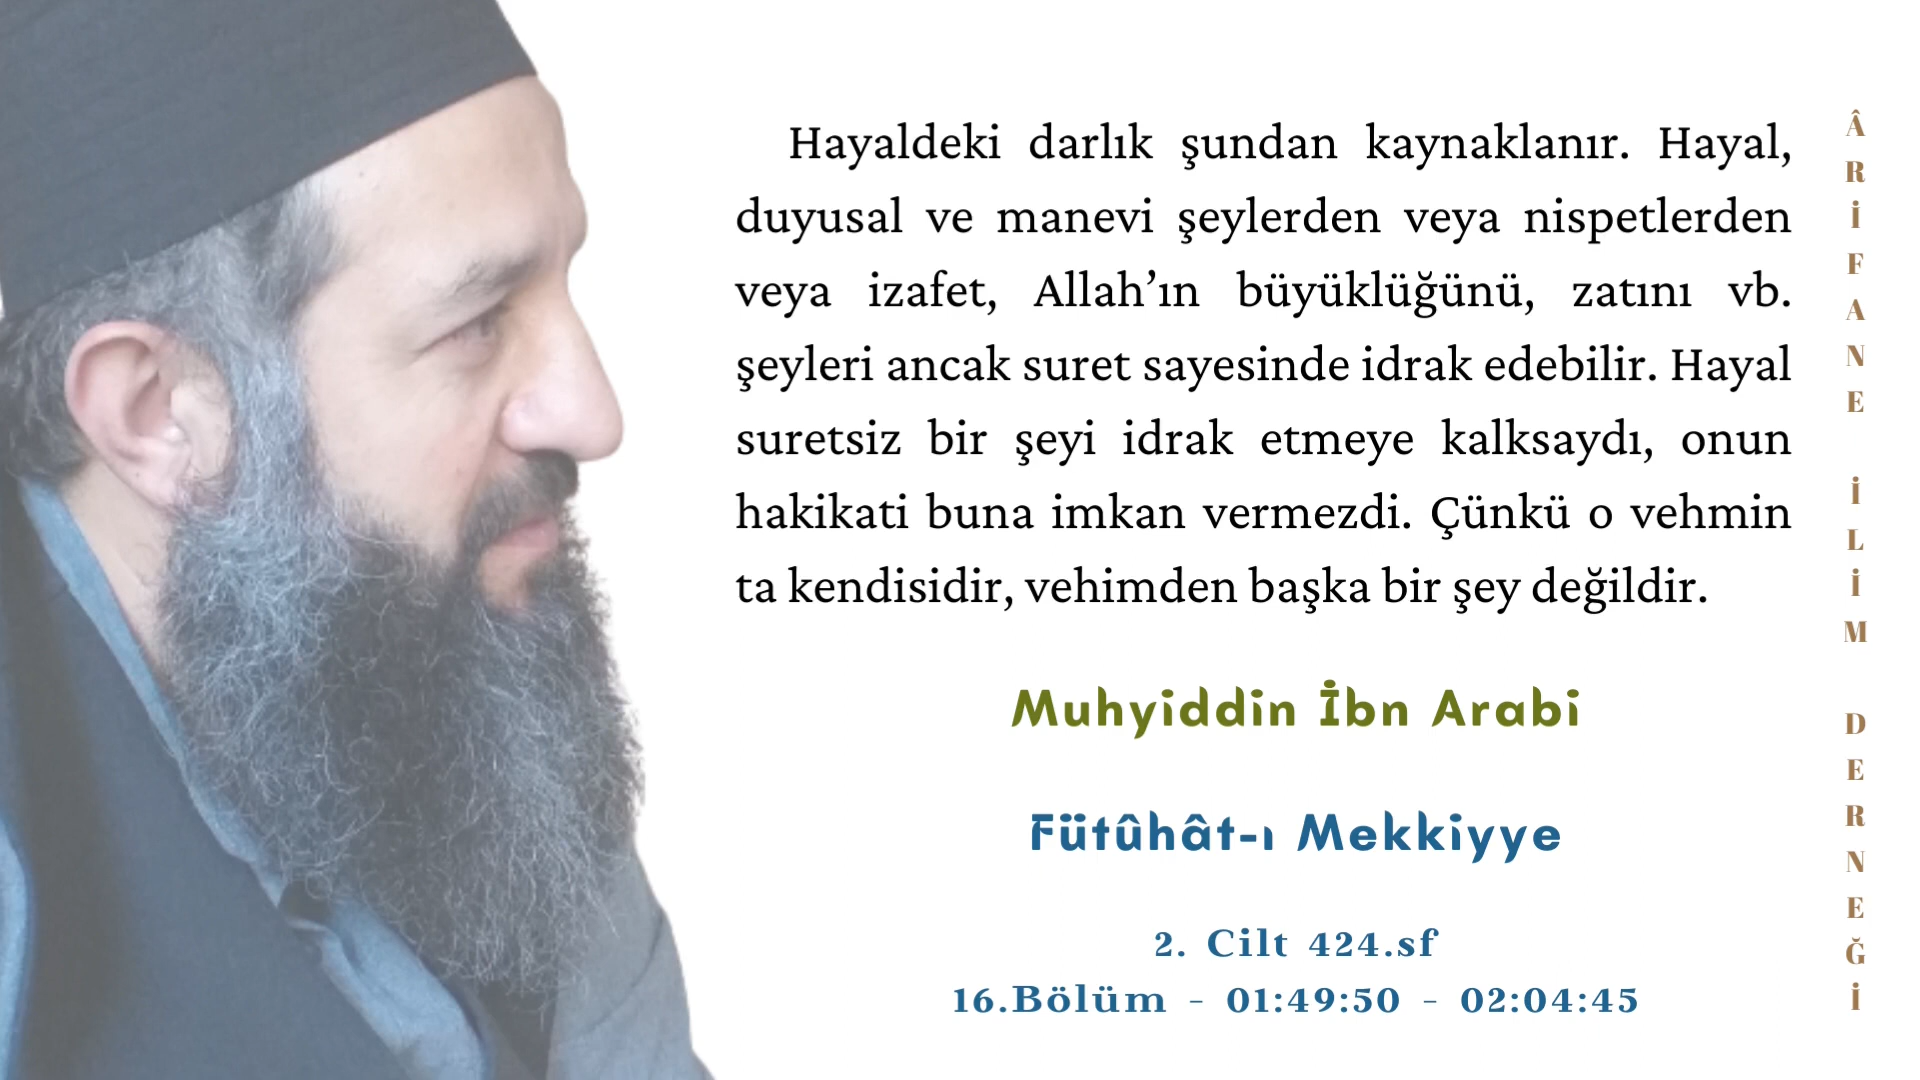 Hayaldeki darlık şundan kaynaklanır. Hayal,
duyusal ve manevi şeylerden veya nispetlerden
veya izafet, Allah’ın büyüklüğünü, zatını vb.
şeyleri ancak suret sayesinde idrak edebilir. Hayal
suretsiz bir şeyi idrak etmeye kalksaydı, onun
hakikati buna imkan vermezdi. Çünkü o vehmin
ta kendisidir, vehimden başka bir şey değildir.
Muhyiddin İbn Arabi
Fütûhât-ı Mekkiyye
2. Cilt 424.sf
16.Bölüm - 01:49:50 - 02:04:45
ÂRİFANE İLİM DERNEĞİ